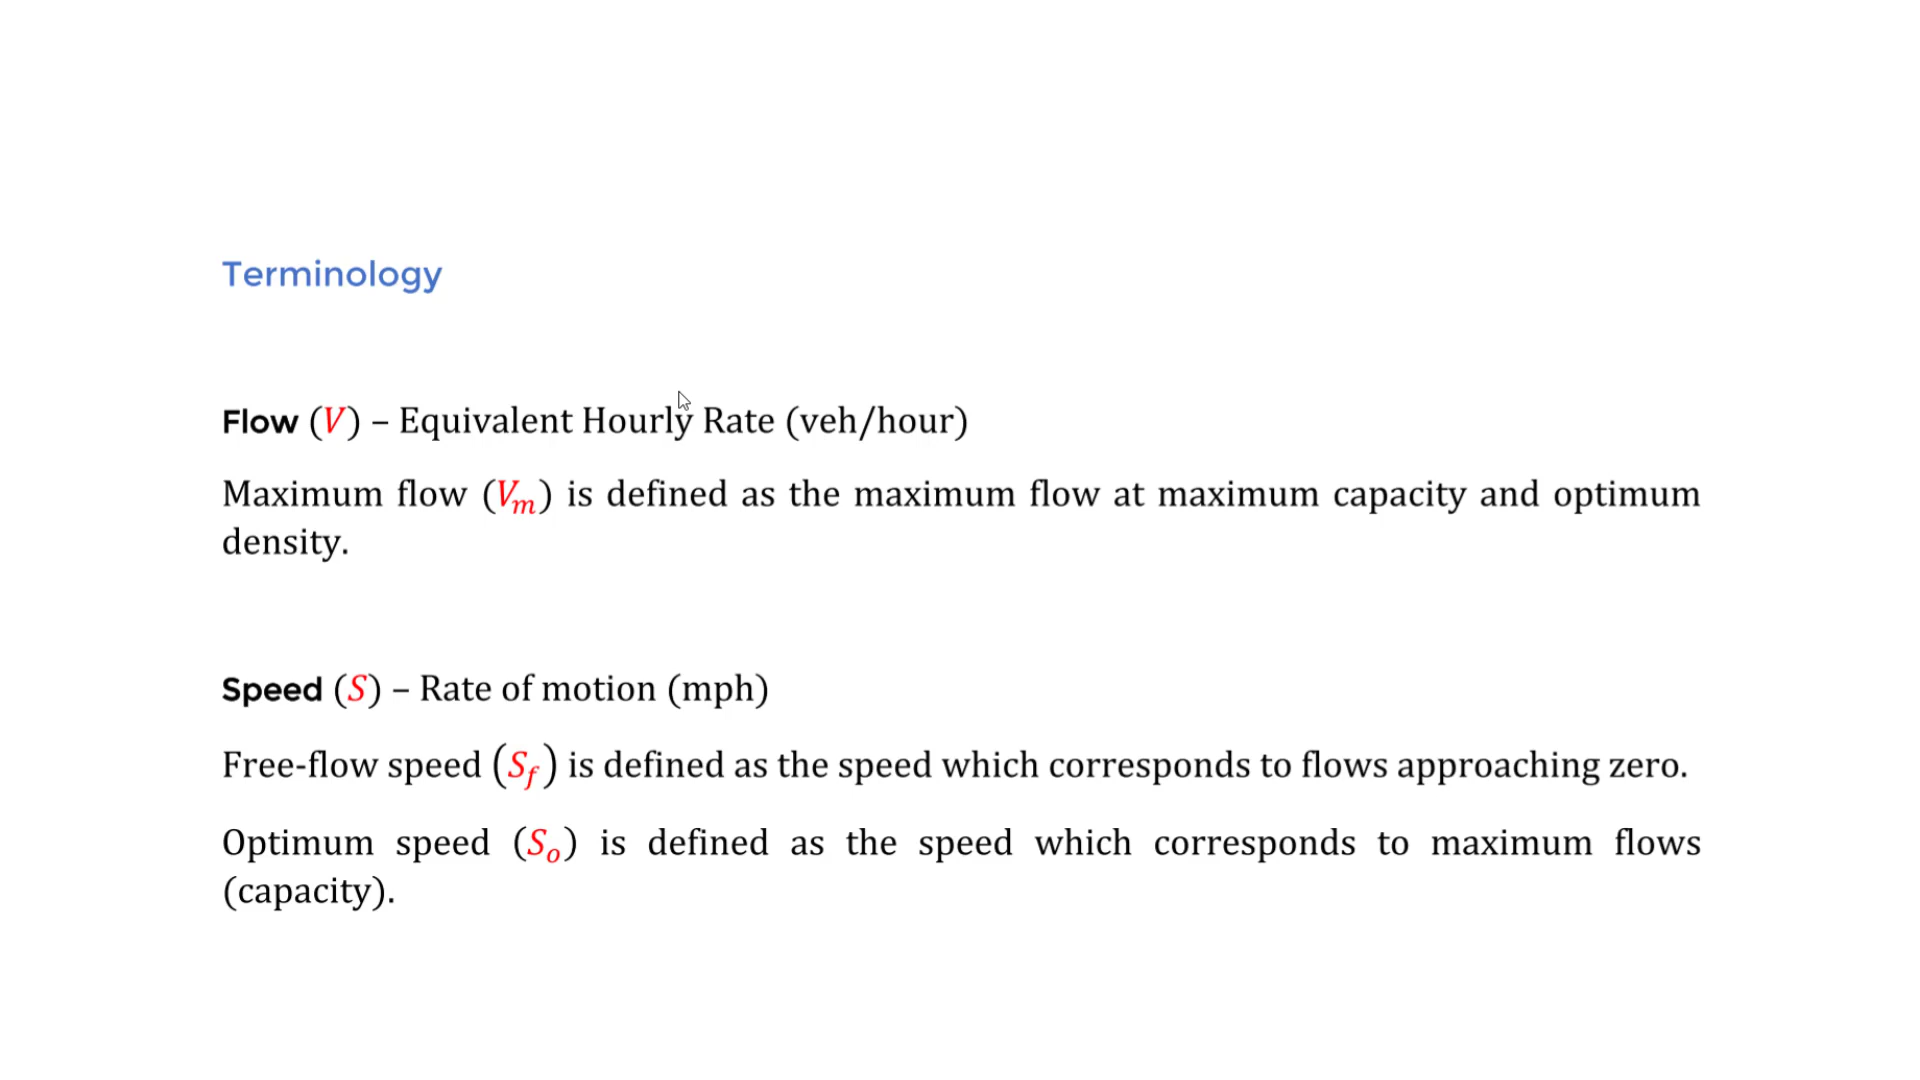 Terminology
Flow (V) – Equivalent Hourly Rate (veh/hour)
Maximum flow (Vm) is defined as the maximum flow at maximum capacity and optimum
density.
Speed (S) – Rate of motion (mph)
Free-flow speed (Sf) is defined as the speed which corresponds to flows approaching zero.
Optimum speed (So) is defined as the speed which corresponds to maximum flows
(capacity).